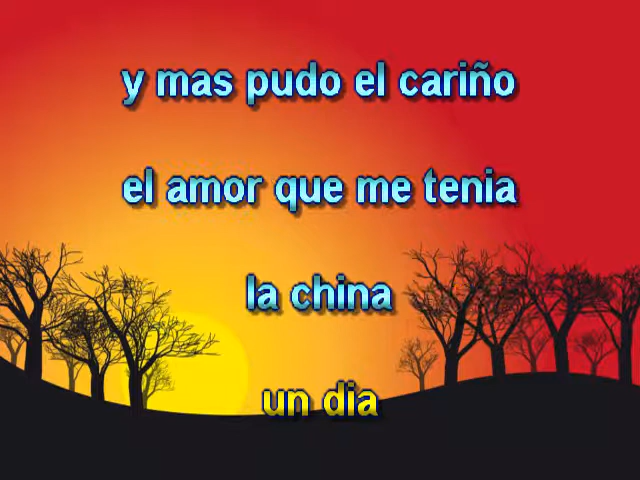 y mas pudo el cariño
el amor que me tenia
la china
un dia